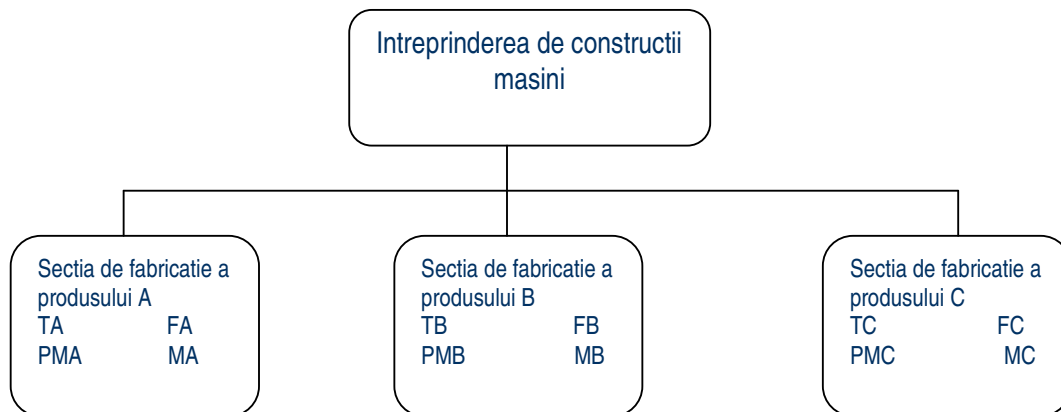 Intreprinderea de constructii
masini
Sectia de fabricatie a
produsului A
TA FA
PMA MA
Sectia de fabricatie a
produsului B
TB FB
PMB MB
Sectia de fabricatie a
produsului C
TC FC
PMC MC